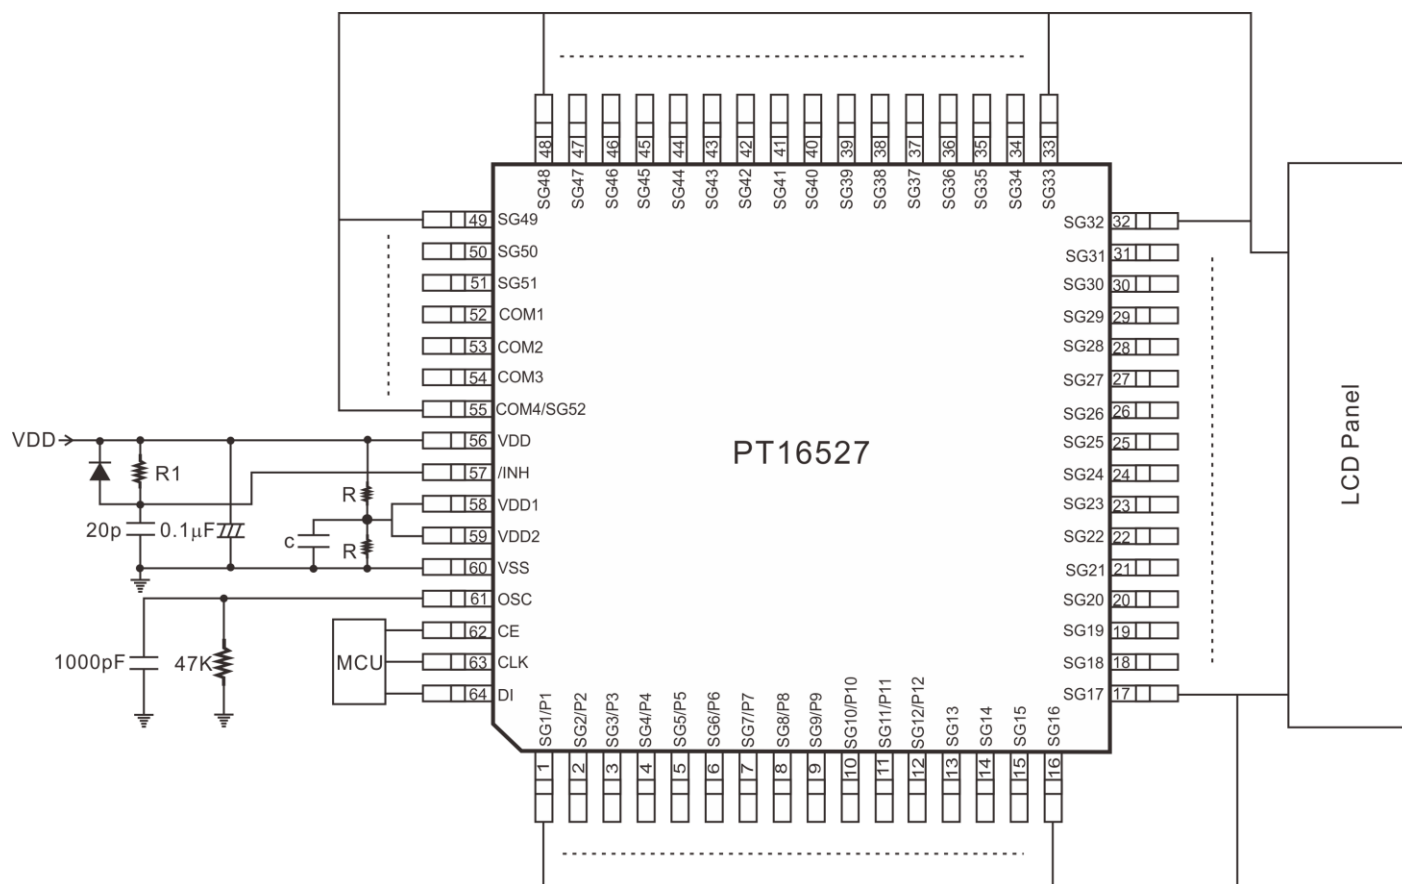 48
47
46
45
44
43
42
41
40
39
38
37
36
35
34
33
SG48
SG47
SG46
SG45
SG44
SG43
SG42
SG41
SG40
SG39
SG38
SG37
SG36
SG35
SG34
SG33
49 SG49
50 SG50
51 SG51
52 COM1
53 COM2
54 COM3
55 COM4/SG52
56 VDD
57 /INH
58 VDD1
59 VDD2
60 VSS
61 OSC
62 CE
63 CLK
64 DI
VDD
R1
20p
0.1µF
R
c
R
1000pF
47K
MCU
PT16527
SG32 32
SG31 31
SG30 30
SG29 29
SG28 28
SG27 27
SG26 26
SG25 25
SG24 24
SG23 23
SG22 22
SG21 21
SG20 20
SG19 19
SG18 18
SG17 17
LCD Panel
SG1/P1
SG2/P2
SG3/P3
SG4/P4
SG5/P5
SG6/P6
SG7/P7
SG8/P8
SG9/P9
SG10/P10
SG11/P11
SG12/P12
SG13
SG14
SG15
SG16
1
2
3
4
5
6
7
8
9
10
11
12
13
14
15
16